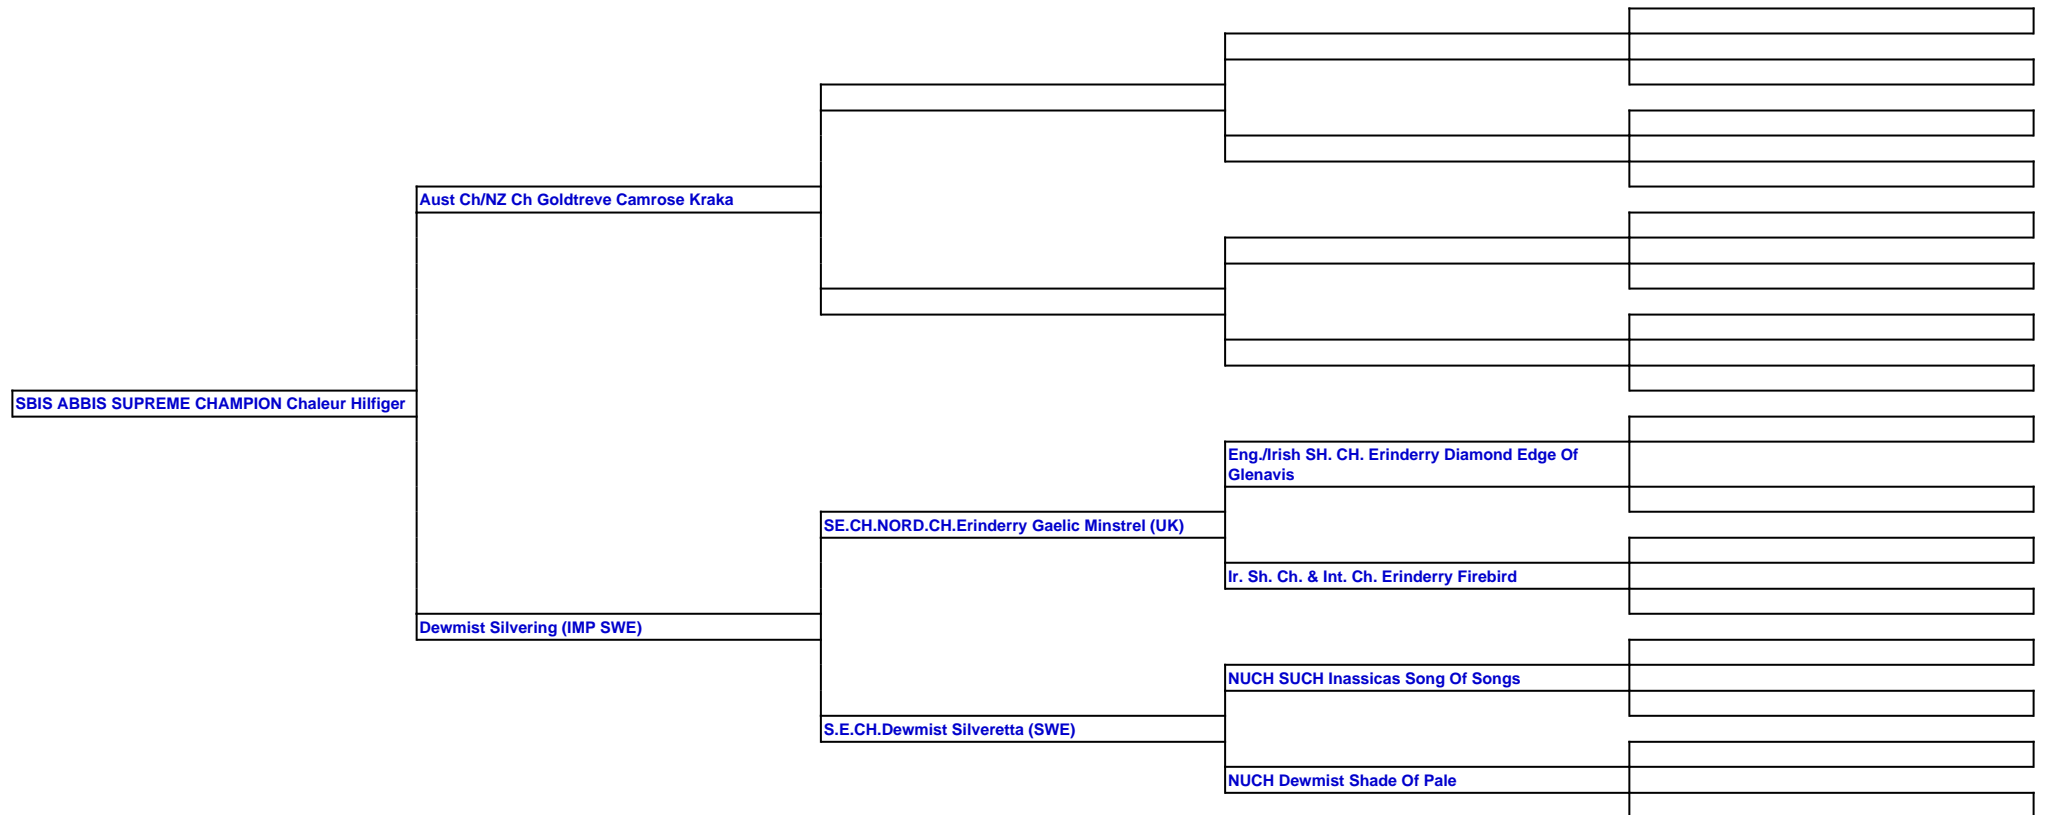 Aust Ch/NZ Ch Goldtreve Camrose Kraka
SBIS ABBIS SUPREME CHAMPION Chaleur Hilfiger
Eng./Irish SH. CH. Erinderry Diamond Edge Of
Glenavis
SE.CH.NORD.CH.Erinderry Gaelic Minstrel (UK)
Ir. Sh. Ch. & Int. Ch. Erinderry Firebird
Dewmist Silvering (IMP SWE)
NUCH SUCH Inassicas Song Of Songs
S.E.CH.Dewmist Silveretta (SWE)
NUCH Dewmist Shade Of Pale